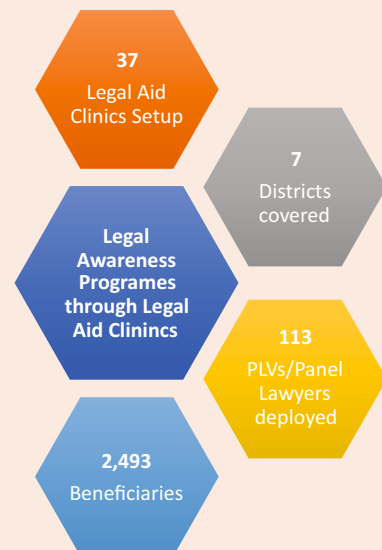 37
Legal Aid
Clinics Setup
7
Districts
covered
Legal
Awareness
Programes
through Legal
Aid Clinincs
113
PLVs/Panel
Lawyers
deployed
2,493
Beneficiaries